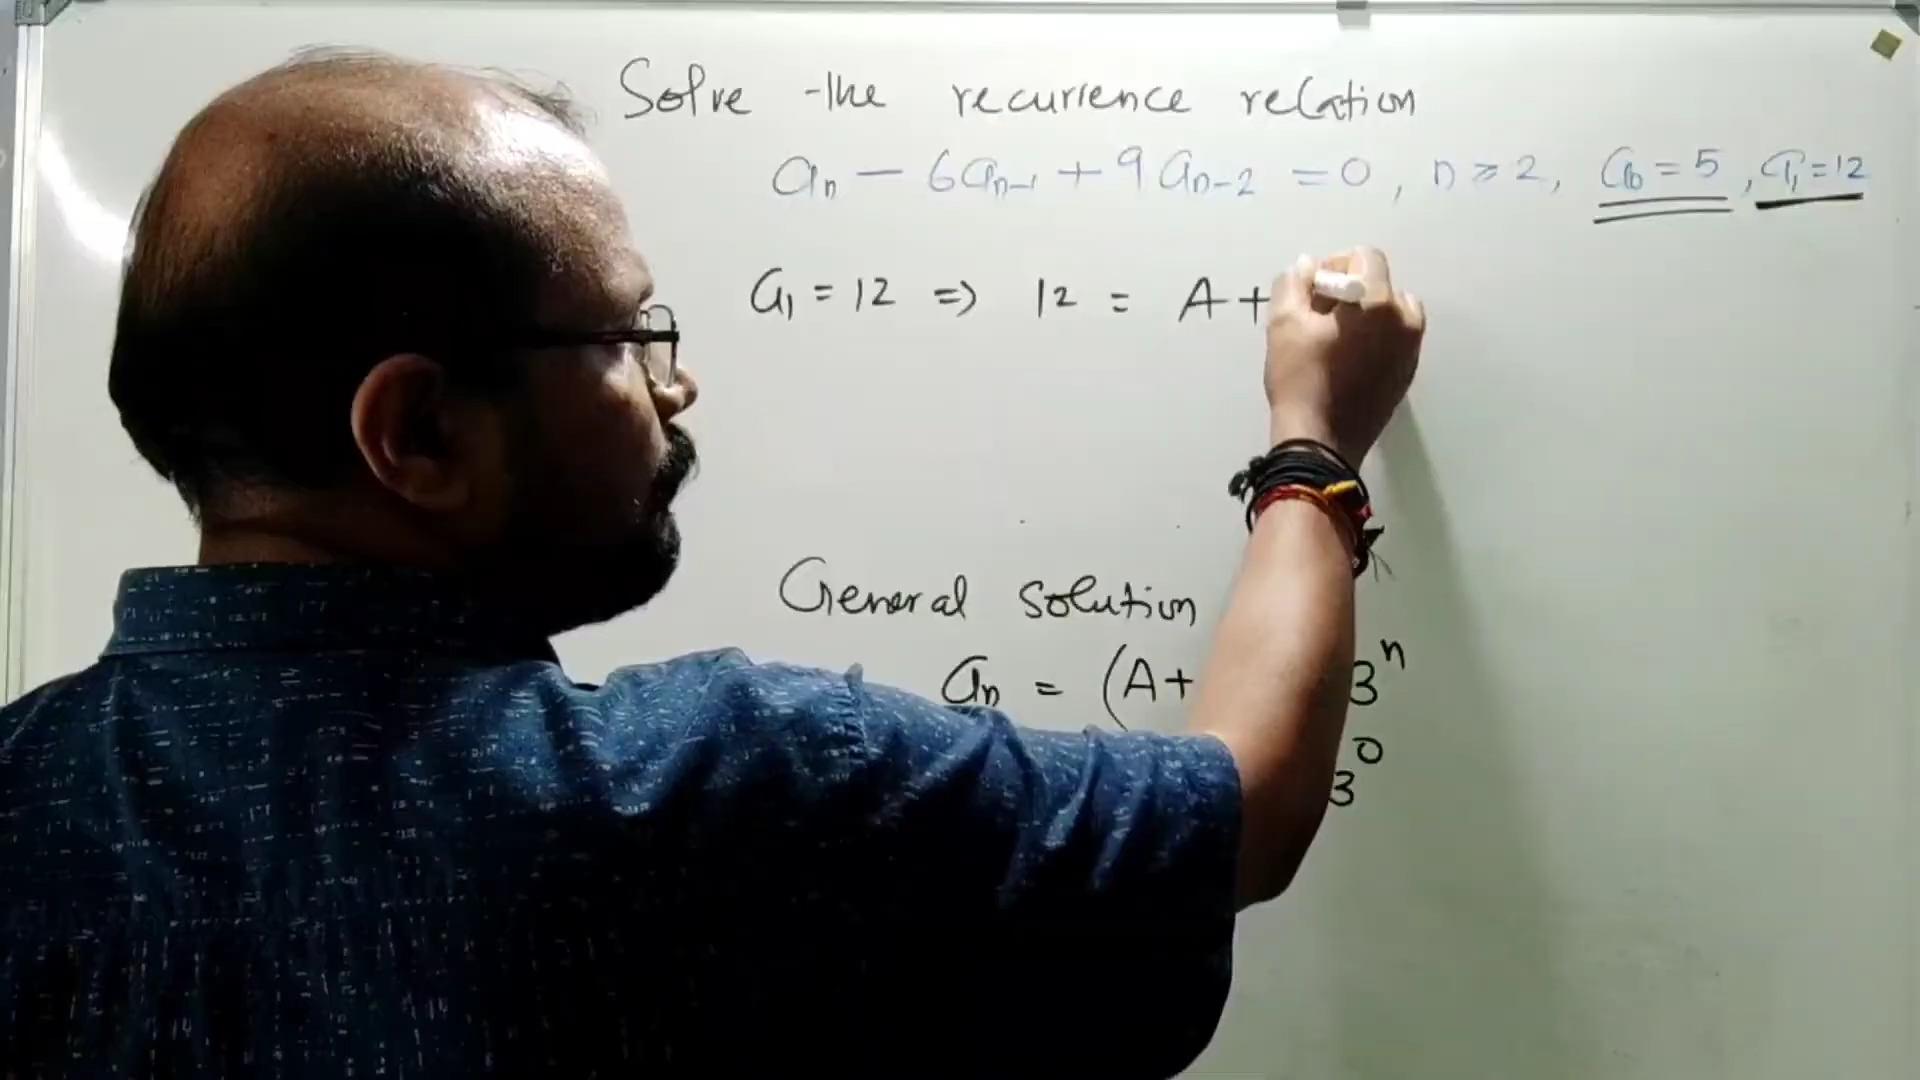 Solve the recurrence relation
aₙ - 6aₙ₋₁ + 9aₙ₋₂ = 0, n ≥ 2, a₀ = 5, a₁ = 12
a₁ = 12 ⇒ 12 = A +
General solution
aₙ = (A+ 3ⁿ
3⁰